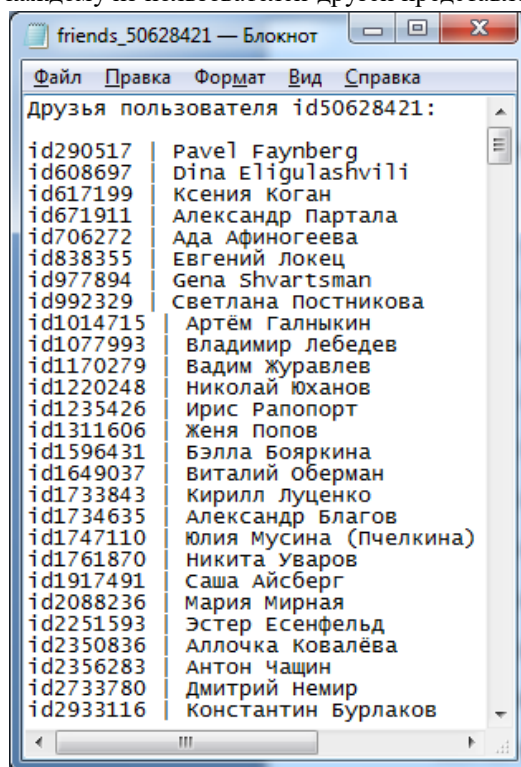 friends_50628421 — Блокнот
Файл Правка Формат Вид Справка
Друзья пользователя id50628421:
id290517 | Pavel Faynberg
id608697 | Dina Eligulashvili
id617199 | Ксения Коган
id671911 | Александр Партала
id706272 | Ада Афиногеева
id838355 | Евгений Локец
id977894 | Gena Shvartsman
id992329 | Светлана Постникова
id1014715 | Артём Галныкин
id1077993 | Владимир Лебедев
id1170279 | Вадим Журавлев
id1220248 | Николай Юханов
id1235426 | Ирис Рапопорт
id1311606 | Женя Попов
id1596431 | Бэлла Бояркина
id1649037 | Виталий Оберман
id1733843 | Кирилл Луценко
id1734635 | Александр Благов
id1747110 | Юлия Мусина (Пчелкина)
id1761870 | Никита Уваров
id1917491 | Саша Айсберг
id2088236 | Мария Мирная
id2251593 | Эстер Есенфельд
id2350836 | Аллочка Ковалёва
id2356283 | Антон Чащин
id2733780 | Дмитрий Немир
id2933116 | Константин Бурлаков